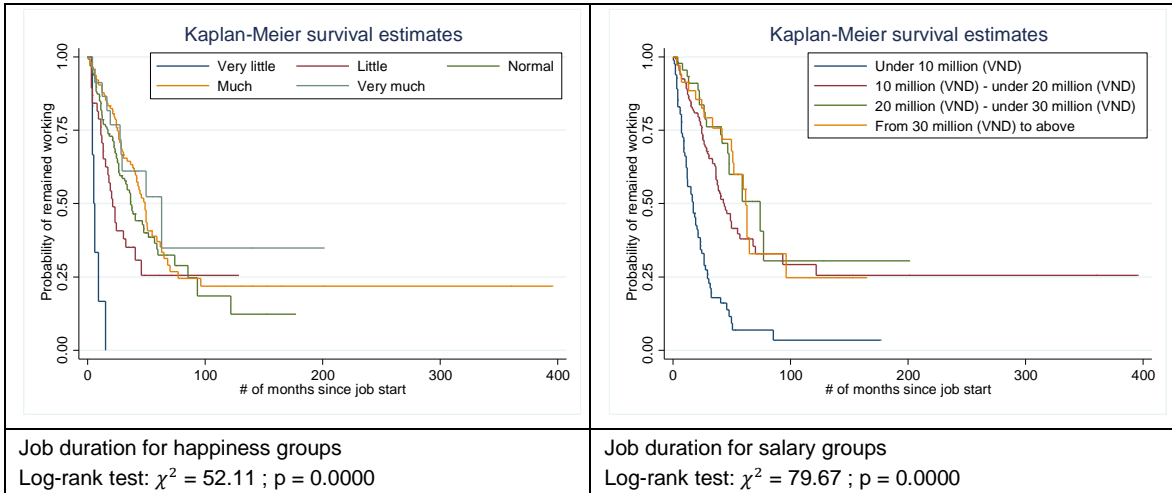 Kaplan-Meier survival estimates
Very little Little Normal
Much Very much
Probability of remained working
1.00
0.75
0.50
0.25
0.00
0 100 200 300 400
# of months since job start
Job duration for happiness groups
Log-rank test: χ² = 52.11 ; p = 0.0000
Kaplan-Meier survival estimates
Under 10 million (VND)
10 million (VND) - under 20 million (VND)
20 million (VND) - under 30 million (VND)
From 30 million (VND) to above
Probability of remained working
1.00
0.75
0.50
0.25
0.00
0 100 200 300 400
# of months since job start
Job duration for salary groups
Log-rank test: χ² = 79.67 ; p = 0.0000